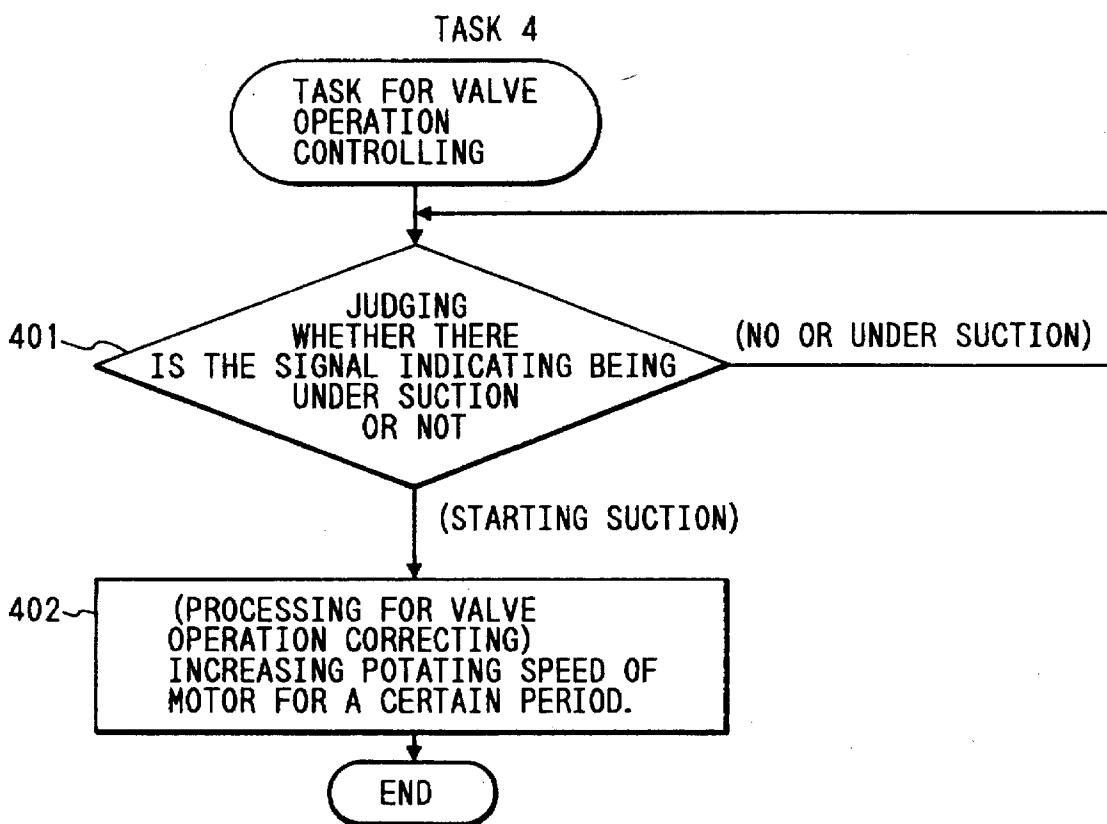 TASK 4
TASK FOR VALVE
OPERATION
CONTROLLING
401
JUDGING
WHETHER THERE
IS THE SIGNAL INDICATING BEING
UNDER SUCTION
OR NOT
(NO OR UNDER SUCTION)
(STARTING SUCTION)
402
(PROCESSING FOR VALVE
OPERATION CORRECTING)
INCREASING POTATING SPEED OF
MOTOR FOR A CERTAIN PERIOD.
END